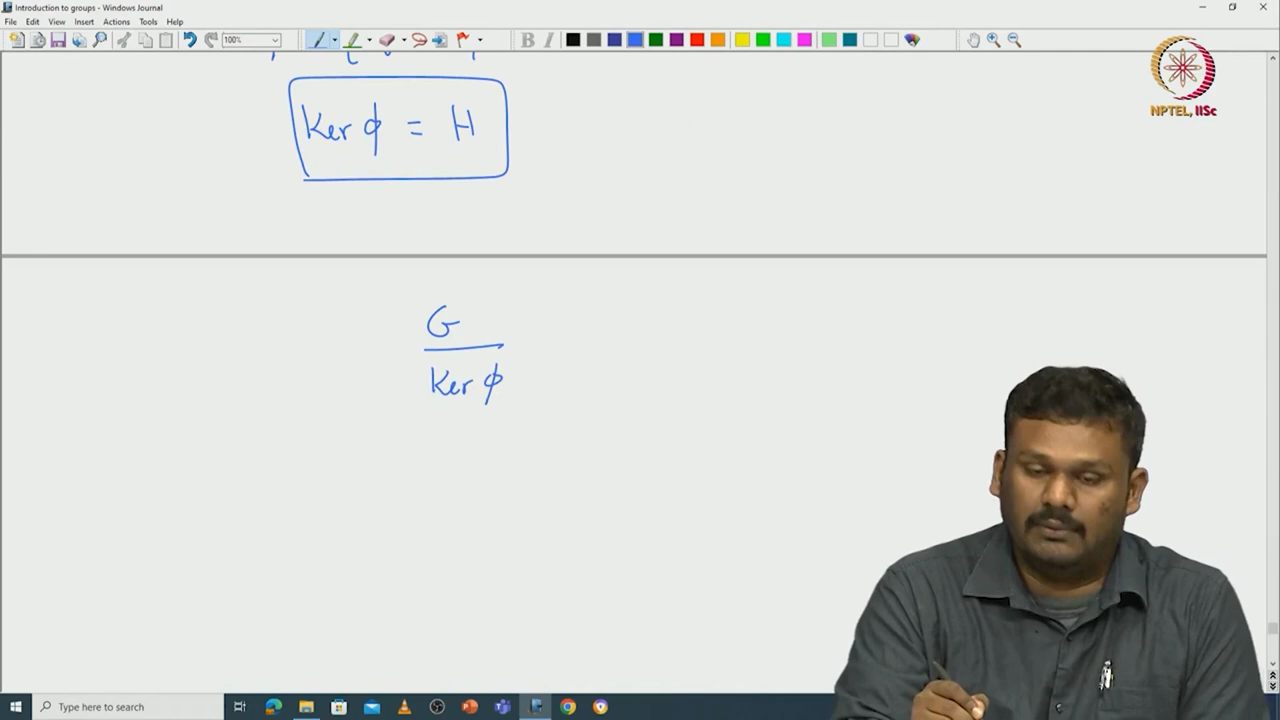 Introduction to groups - Windows Journal
File Edit View Insert Actions Tools Help
100%
B I
NPTEL, IISc
Ker ϕ = H
G
Ker ϕ
Type here to search